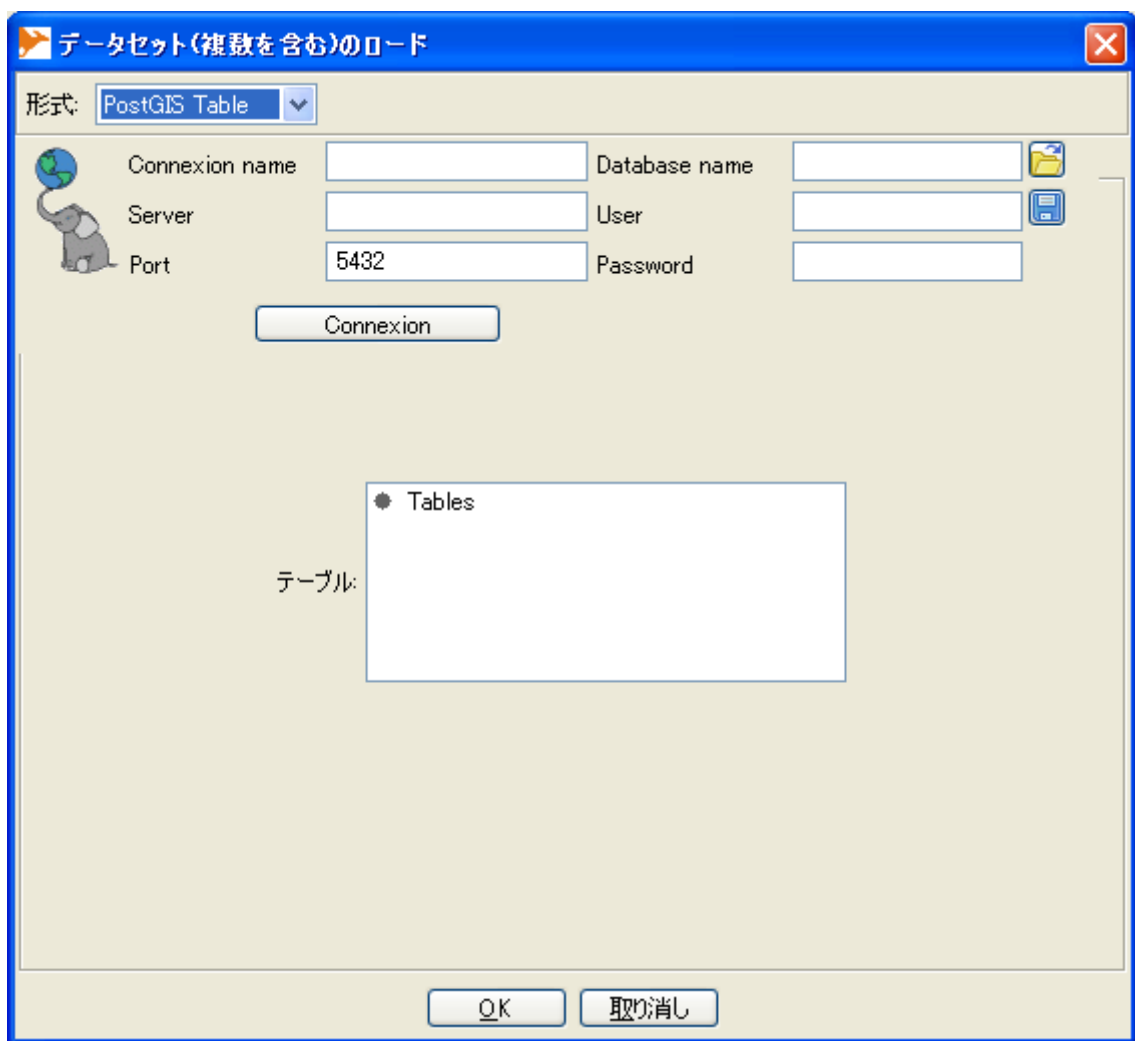 データセット(複数を含む)のロード
形式: PostGIS Table
Connexion name Database name
Server User
Port 5432 Password
Connexion
Tables
テーブル:
OK 取り消し